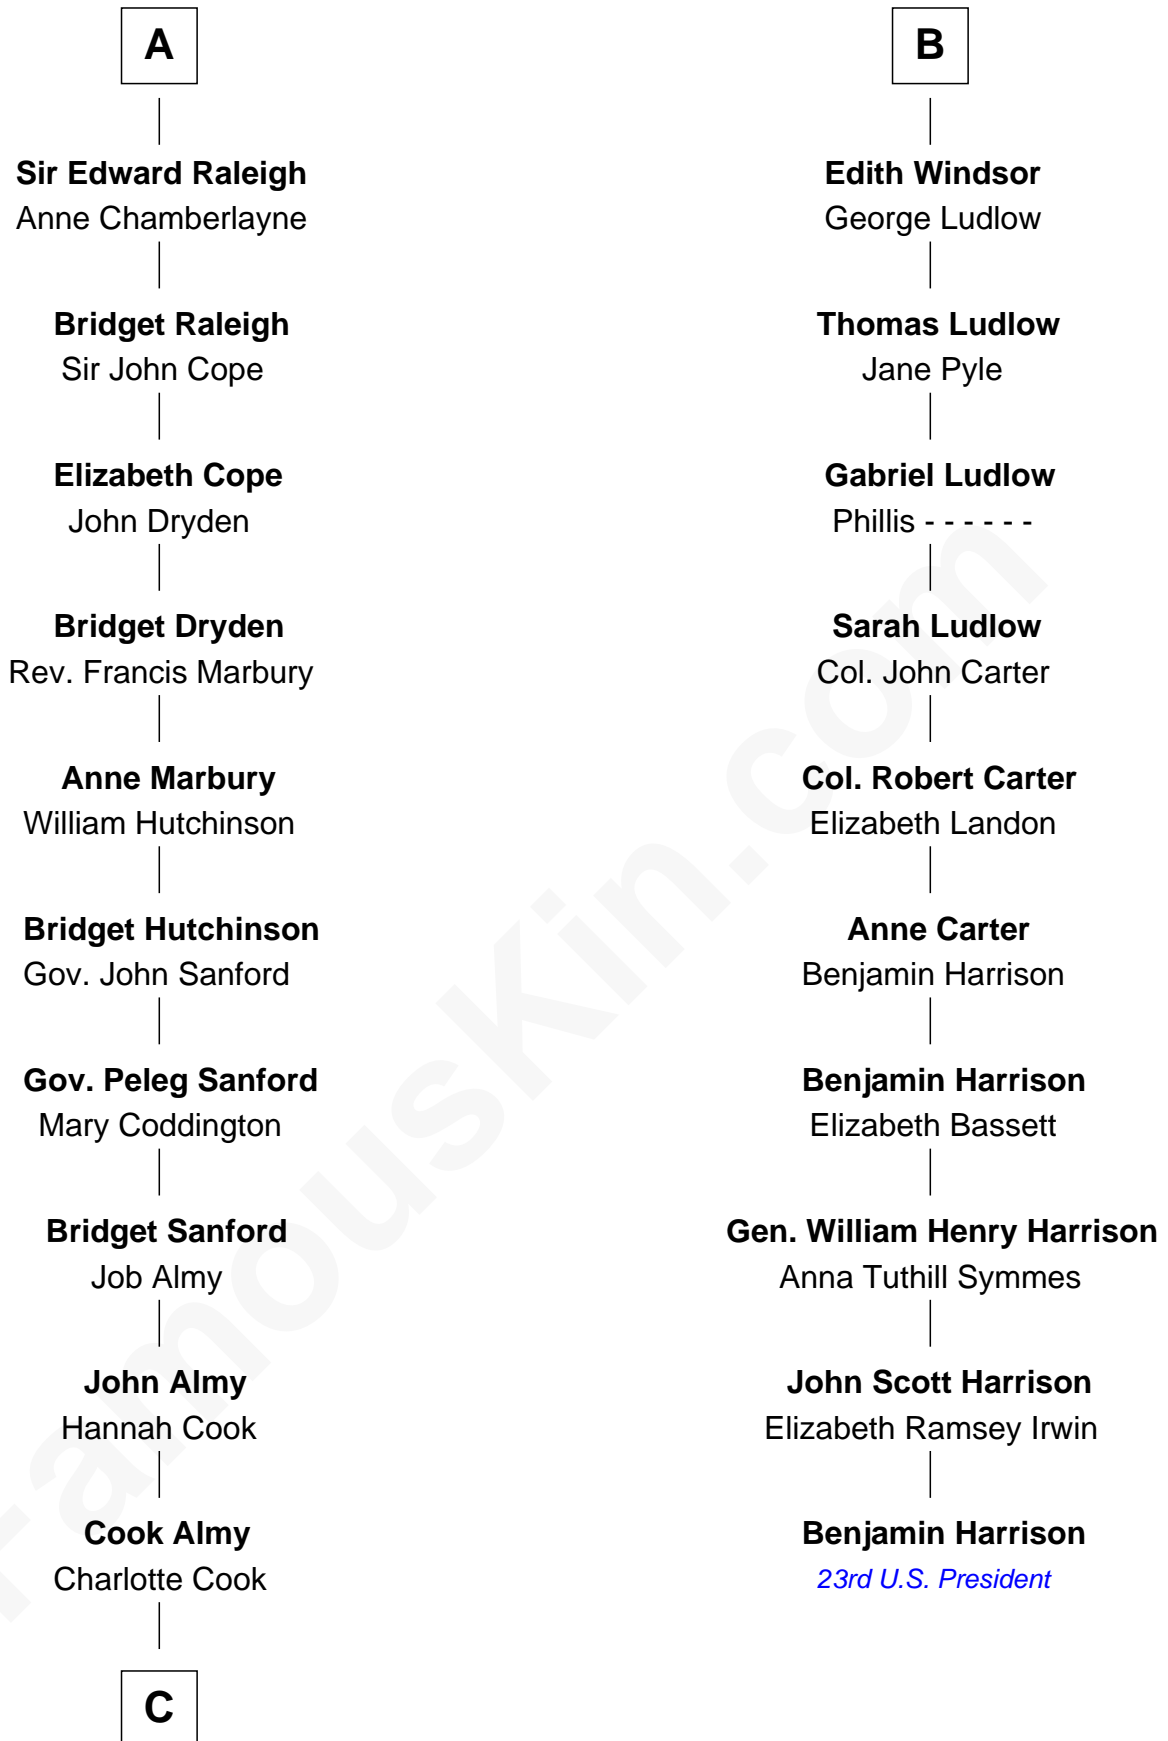 A
Sir Edward Raleigh
Anne Chamberlayne
Bridget Raleigh
Sir John Cope
Elizabeth Cope
John Dryden
Bridget Dryden
Rev. Francis Marbury
Anne Marbury
William Hutchinson
Bridget Hutchinson
Gov. John Sanford
Gov. Peleg Sanford
Mary Coddington
Bridget Sanford
Job Almy
John Almy
Hannah Cook
Cook Almy
Charlotte Cook
C
B
Edith Windsor
George Ludlow
Thomas Ludlow
Jane Pyle
Gabriel Ludlow
Phillis - - - - - -
Sarah Ludlow
Col. John Carter
Col. Robert Carter
Elizabeth Landon
Anne Carter
Benjamin Harrison
Benjamin Harrison
Elizabeth Bassett
Gen. William Henry Harrison
Anna Tuthill Symmes
John Scott Harrison
Elizabeth Ramsey Irwin
Benjamin Harrison
23rd U.S. President
FamousKin.com